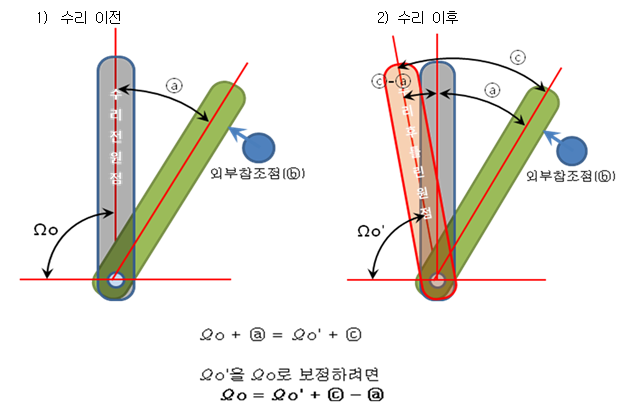 1) 수리 이전
2) 수리 이후
ⓐ
수리전원점
외부참조점(ⓑ)
Ωo
ⓒ
ⓒ-ⓐ
ⓐ
수리후틀린원점
외부참조점(ⓑ)
Ωo'
Ωo + ⓐ = Ωo' + ⓒ
Ωo'을 Ωo로 보정하려면
Ωo = Ωo' + ⓒ - ⓐ